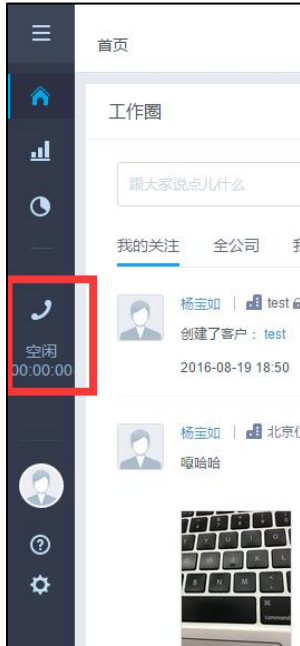 首页
工作圈
跟大家说点儿什么
我的关注 全公司
空闲
00:00:00
杨宝如 | test
创建了客户： test
2016-08-19 18:50
杨宝如 | 北京
嘎哈哈